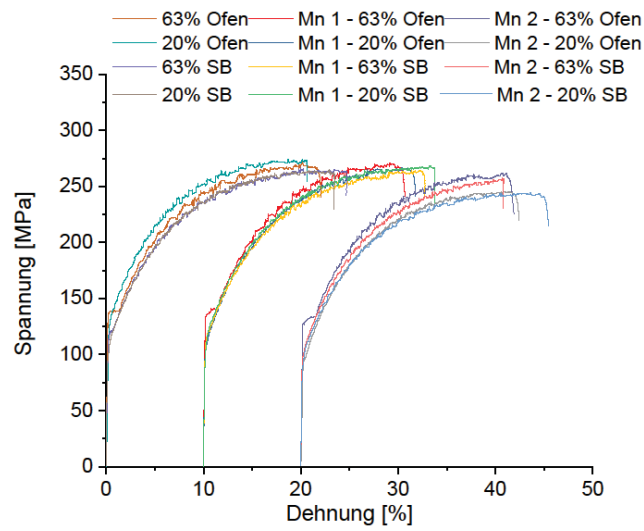 63% Ofen Mn 1 - 63% Ofen Mn 2 - 63% Ofen
20% Ofen Mn 1 - 20% Ofen Mn 2 - 20% Ofen
63% SB Mn 1 - 63% SB Mn 2 - 63% SB
20% SB Mn 1 - 20% SB Mn 2 - 20% SB
350
300
250
200
150
100
50
0
Spannung [MPa]
0 10 20 30 40 50
Dehnung [%]